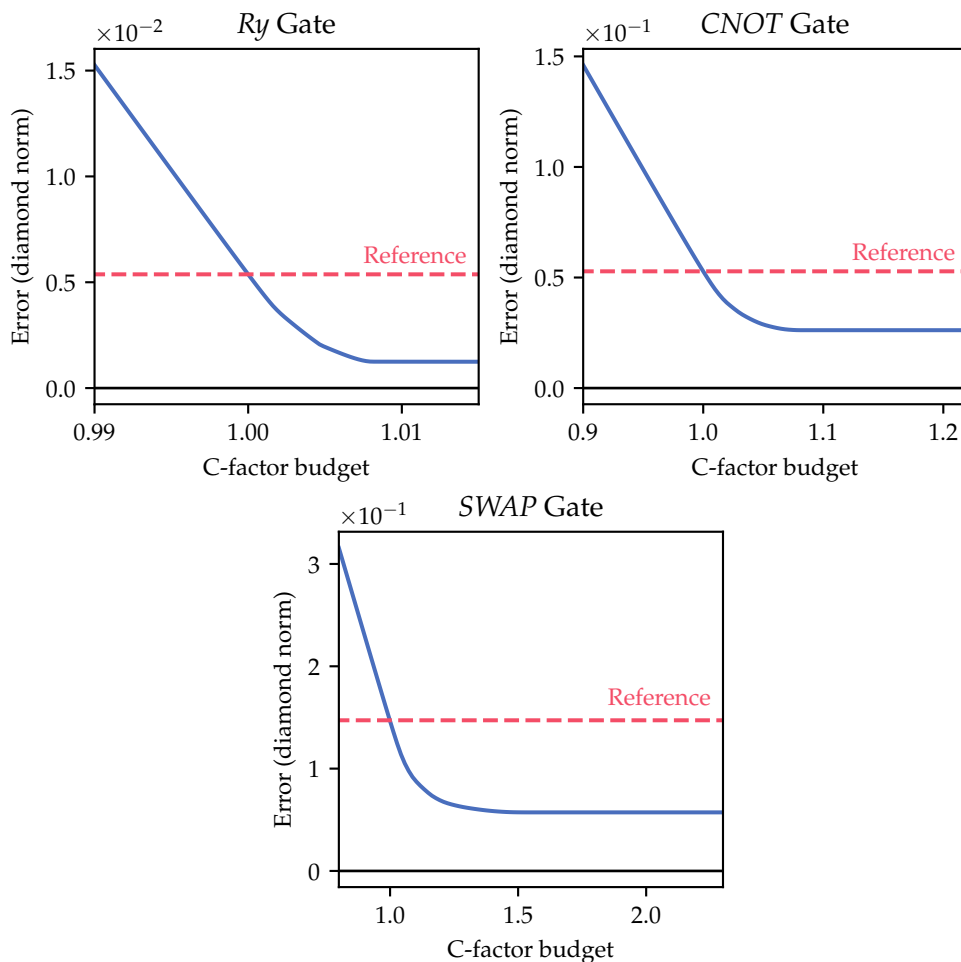 Ry Gate
×10⁻²
Error (diamond norm)
1.5
1.0
0.5
0.0
Reference
0.99
1.00
1.01
C-factor budget
CNOT Gate
×10⁻¹
Error (diamond norm)
1.5
1.0
0.5
0.0
Reference
0.9
1.0
1.1
1.2
C-factor budget
SWAP Gate
×10⁻¹
Error (diamond norm)
3
2
1
0
Reference
1.0
1.5
2.0
C-factor budget